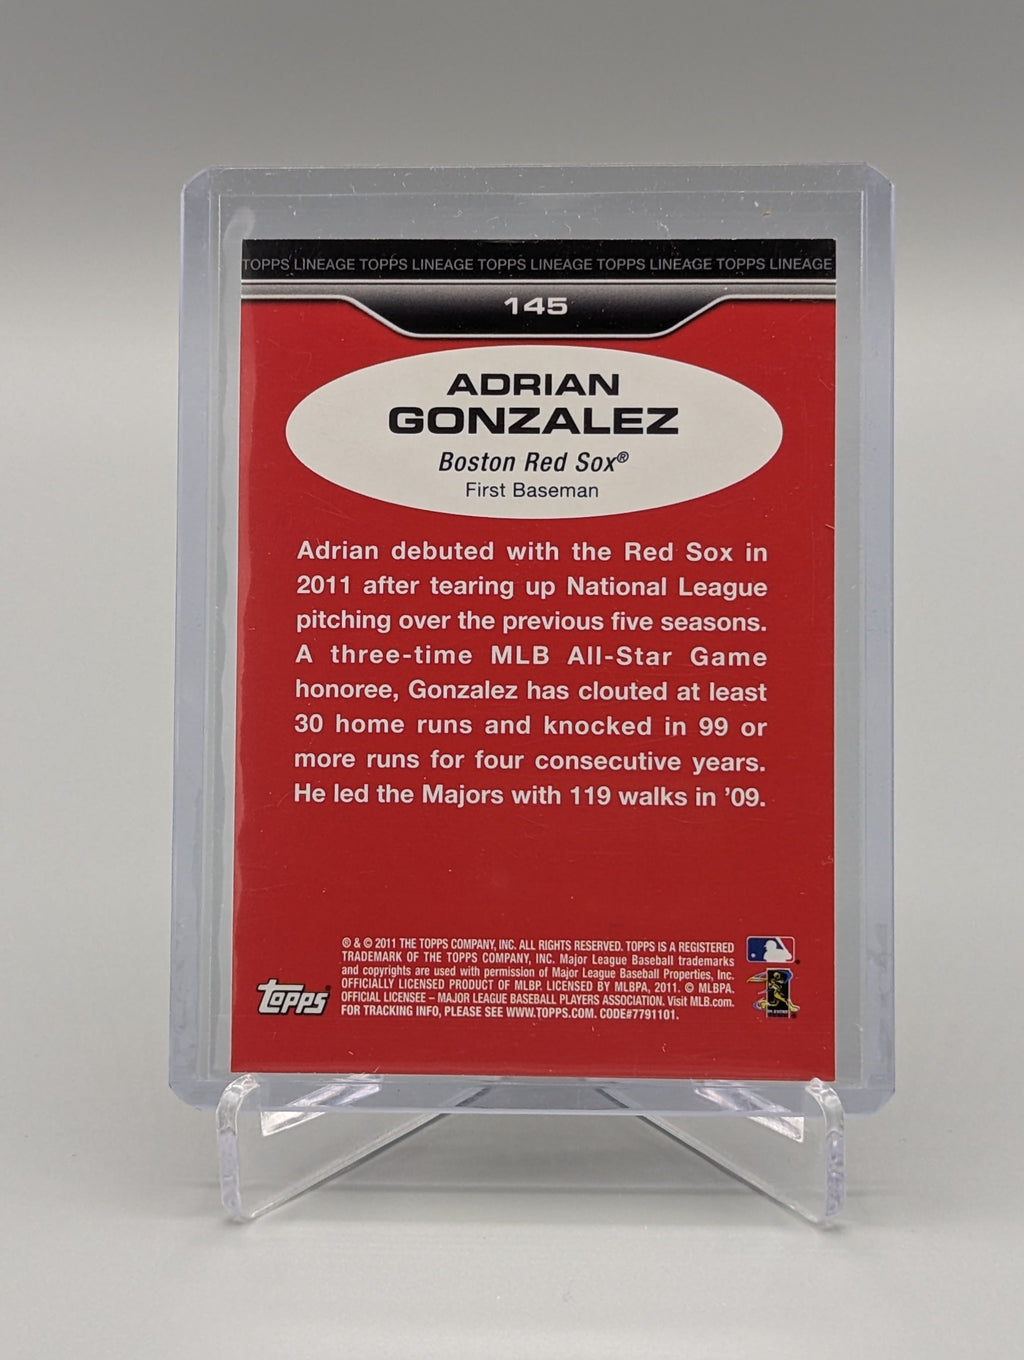 TOPPS LINEAGE TOPPS LINEAGE TOPPS LINEAGE TOPPS LINEAGE TOPPS LINEAGE
145
ADRIAN
GONZALEZ
Boston Red Sox®
First Baseman
Adrian debuted with the Red Sox in
2011 after tearing up National League
pitching over the previous five seasons.
A three-time MLB All-Star Game
honoree, Gonzalez has clouted at least
30 home runs and knocked in 99 or
more runs for four consecutive years.
He led the Majors with 119 walks in ’09.
® & © 2011 THE TOPPS COMPANY, INC. ALL RIGHTS RESERVED. TOPPS IS A REGISTERED
TRADEMARK OF THE TOPPS COMPANY, INC. Major League Baseball trademarks
and copyrights are used with permission of Major League Baseball Properties, Inc.
OFFICIALLY LICENSED PRODUCT OF MLBP. LICENSED BY MLBPA, 2011. © MLBPA.
OFFICIAL LICENSEE – MAJOR LEAGUE BASEBALL PLAYERS ASSOCIATION. Visit MLB.com.
FOR TRACKING INFO, PLEASE SEE WWW.TOPPS.COM. CODE#7791101.
topps®